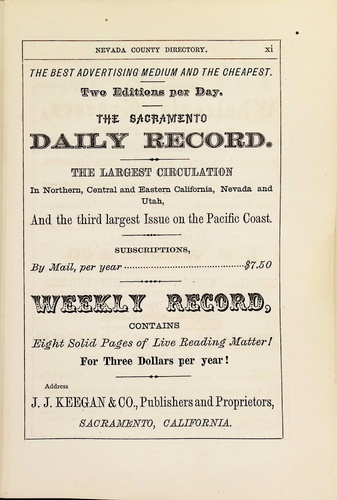 NEVADA COUNTY DIRECTORY. xi
THE BEST ADVERTISING MEDIUM AND THE CHEAPEST.
Two Editions per Day.
THE SACRAMENTO
DAILY RECORD.
THE LARGEST CIRCULATION
In Northern, Central and Eastern California, Nevada and
Utah,
And the third largest Issue on the Pacific Coast.
SUBSCRIPTIONS,
By Mail, per year ........................................$7.50
WEEKLY RECORD,
CONTAINS
Eight Solid Pages of Live Reading Matter!
For Three Dollars per year!
Address
J. J. KEEGAN & CO., Publishers and Proprietors,
SACRAMENTO, CALIFORNIA.